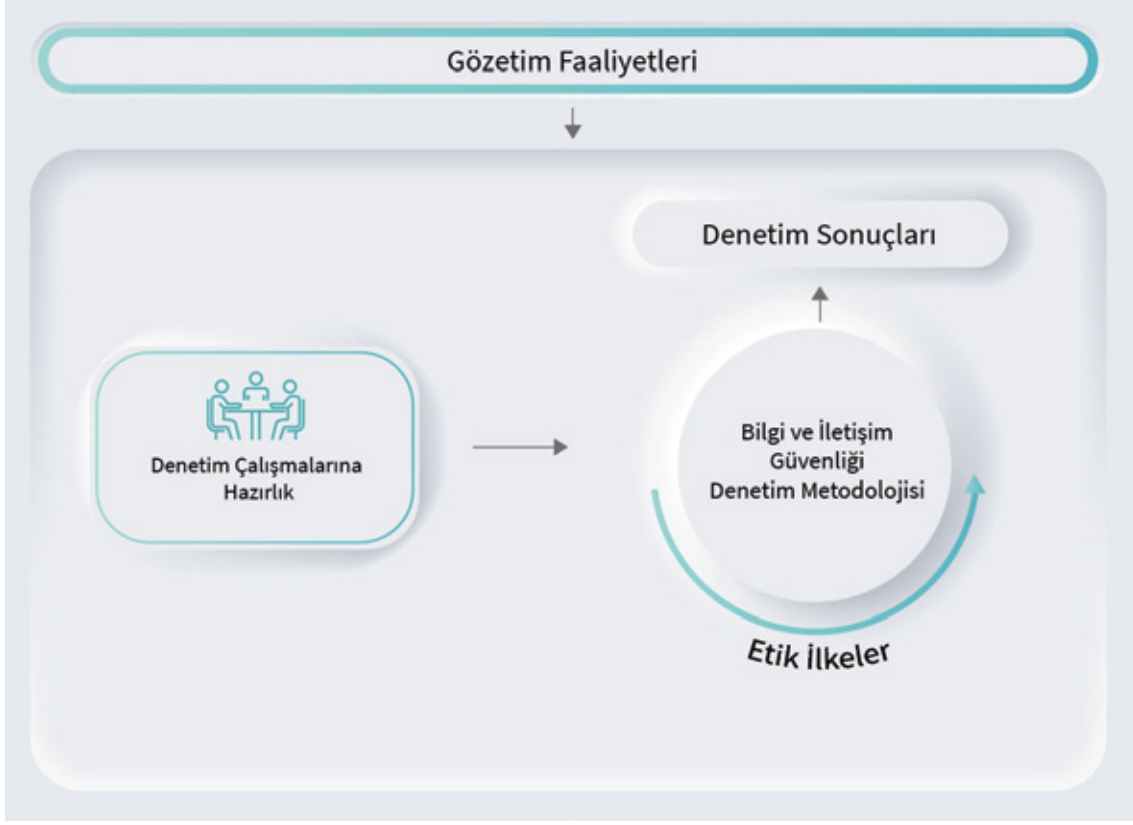 Gözetim Faaliyetleri
Denetim Sonuçları
Denetim Çalışmalarına
Hazırlık
Bilgi ve İletişim
Güvenliği
Denetim Metodolojisi
Etik İlkeler